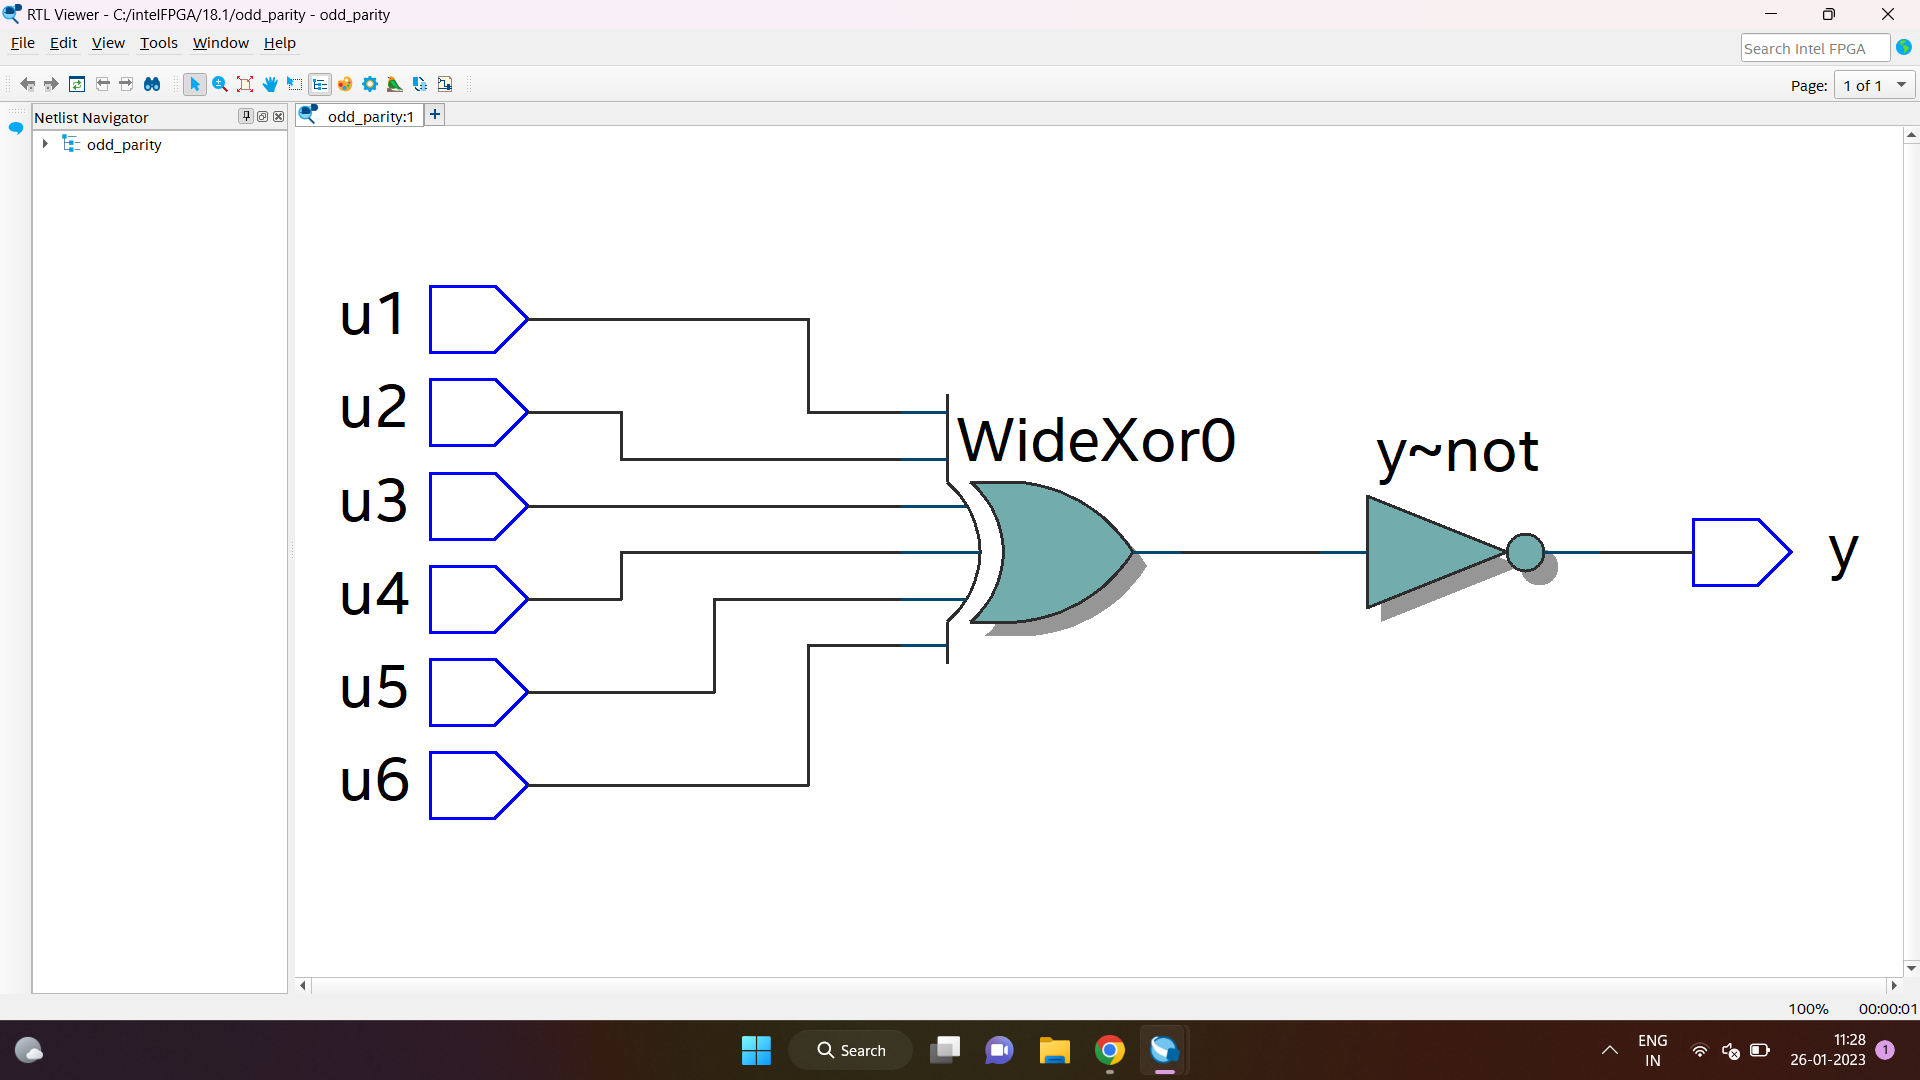 RTL Viewer - C:/intelFPGA/18.1/odd_parity - odd_parity
File Edit View Tools Window Help
Search Intel FPGA
Page: 1 of 1
Netlist Navigator
odd_parity:1 +
odd_parity
u1
u2
WideXor0
y~not
u3
y
u4
u5
u6
100% 00:00:01
Search
ENG
IN
11:28
26-01-2023
1